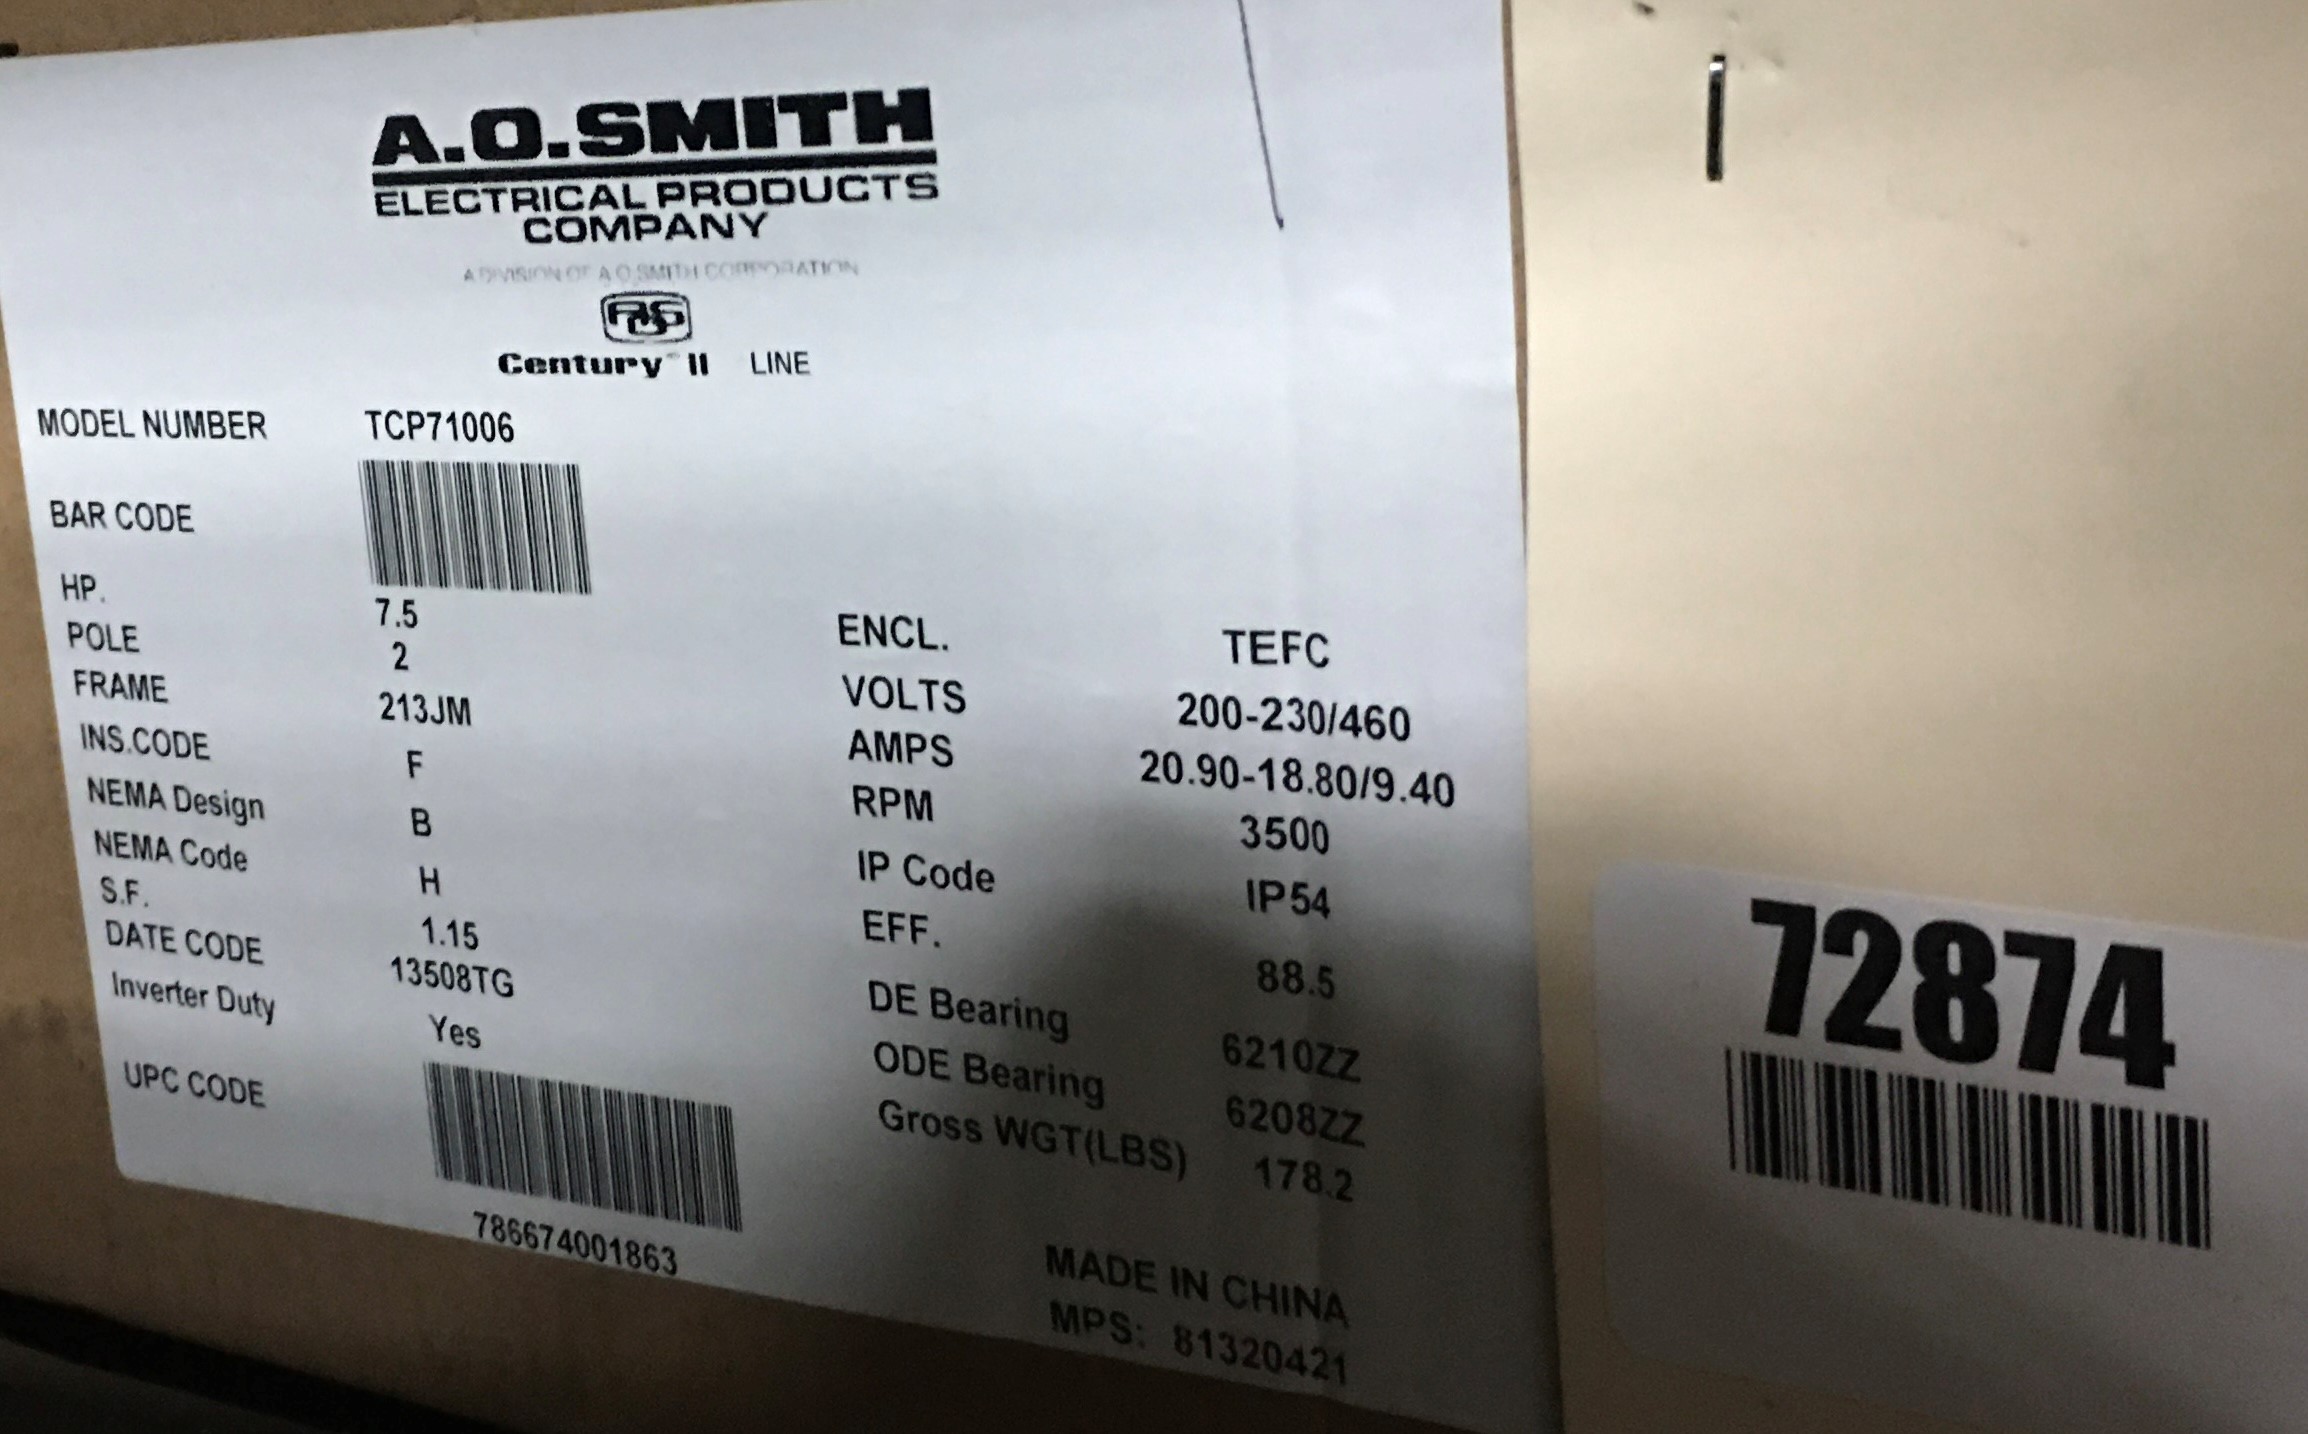 A.O.SMITH
ELECTRICAL PRODUCTS
COMPANY
A DIVISION OF A.O.SMITH CORPORATION
Century™ II LINE
MODEL NUMBER TCP71006
BAR CODE
HP. 7.5
POLE 2
FRAME 213JM
INS.CODE F
NEMA Design B
NEMA Code H
S.F. 1.15
DATE CODE 13508TG
Inverter Duty Yes
UPC CODE
786674001863
ENCL. TEFC
VOLTS 200-230/460
AMPS 20.90-18.80/9.40
RPM 3500
IP Code IP54
EFF. 88.5
DE Bearing 6210ZZ
ODE Bearing 6208ZZ
Gross WGT(LBS) 178.2
MADE IN CHINA
MPS: 81320421
72874